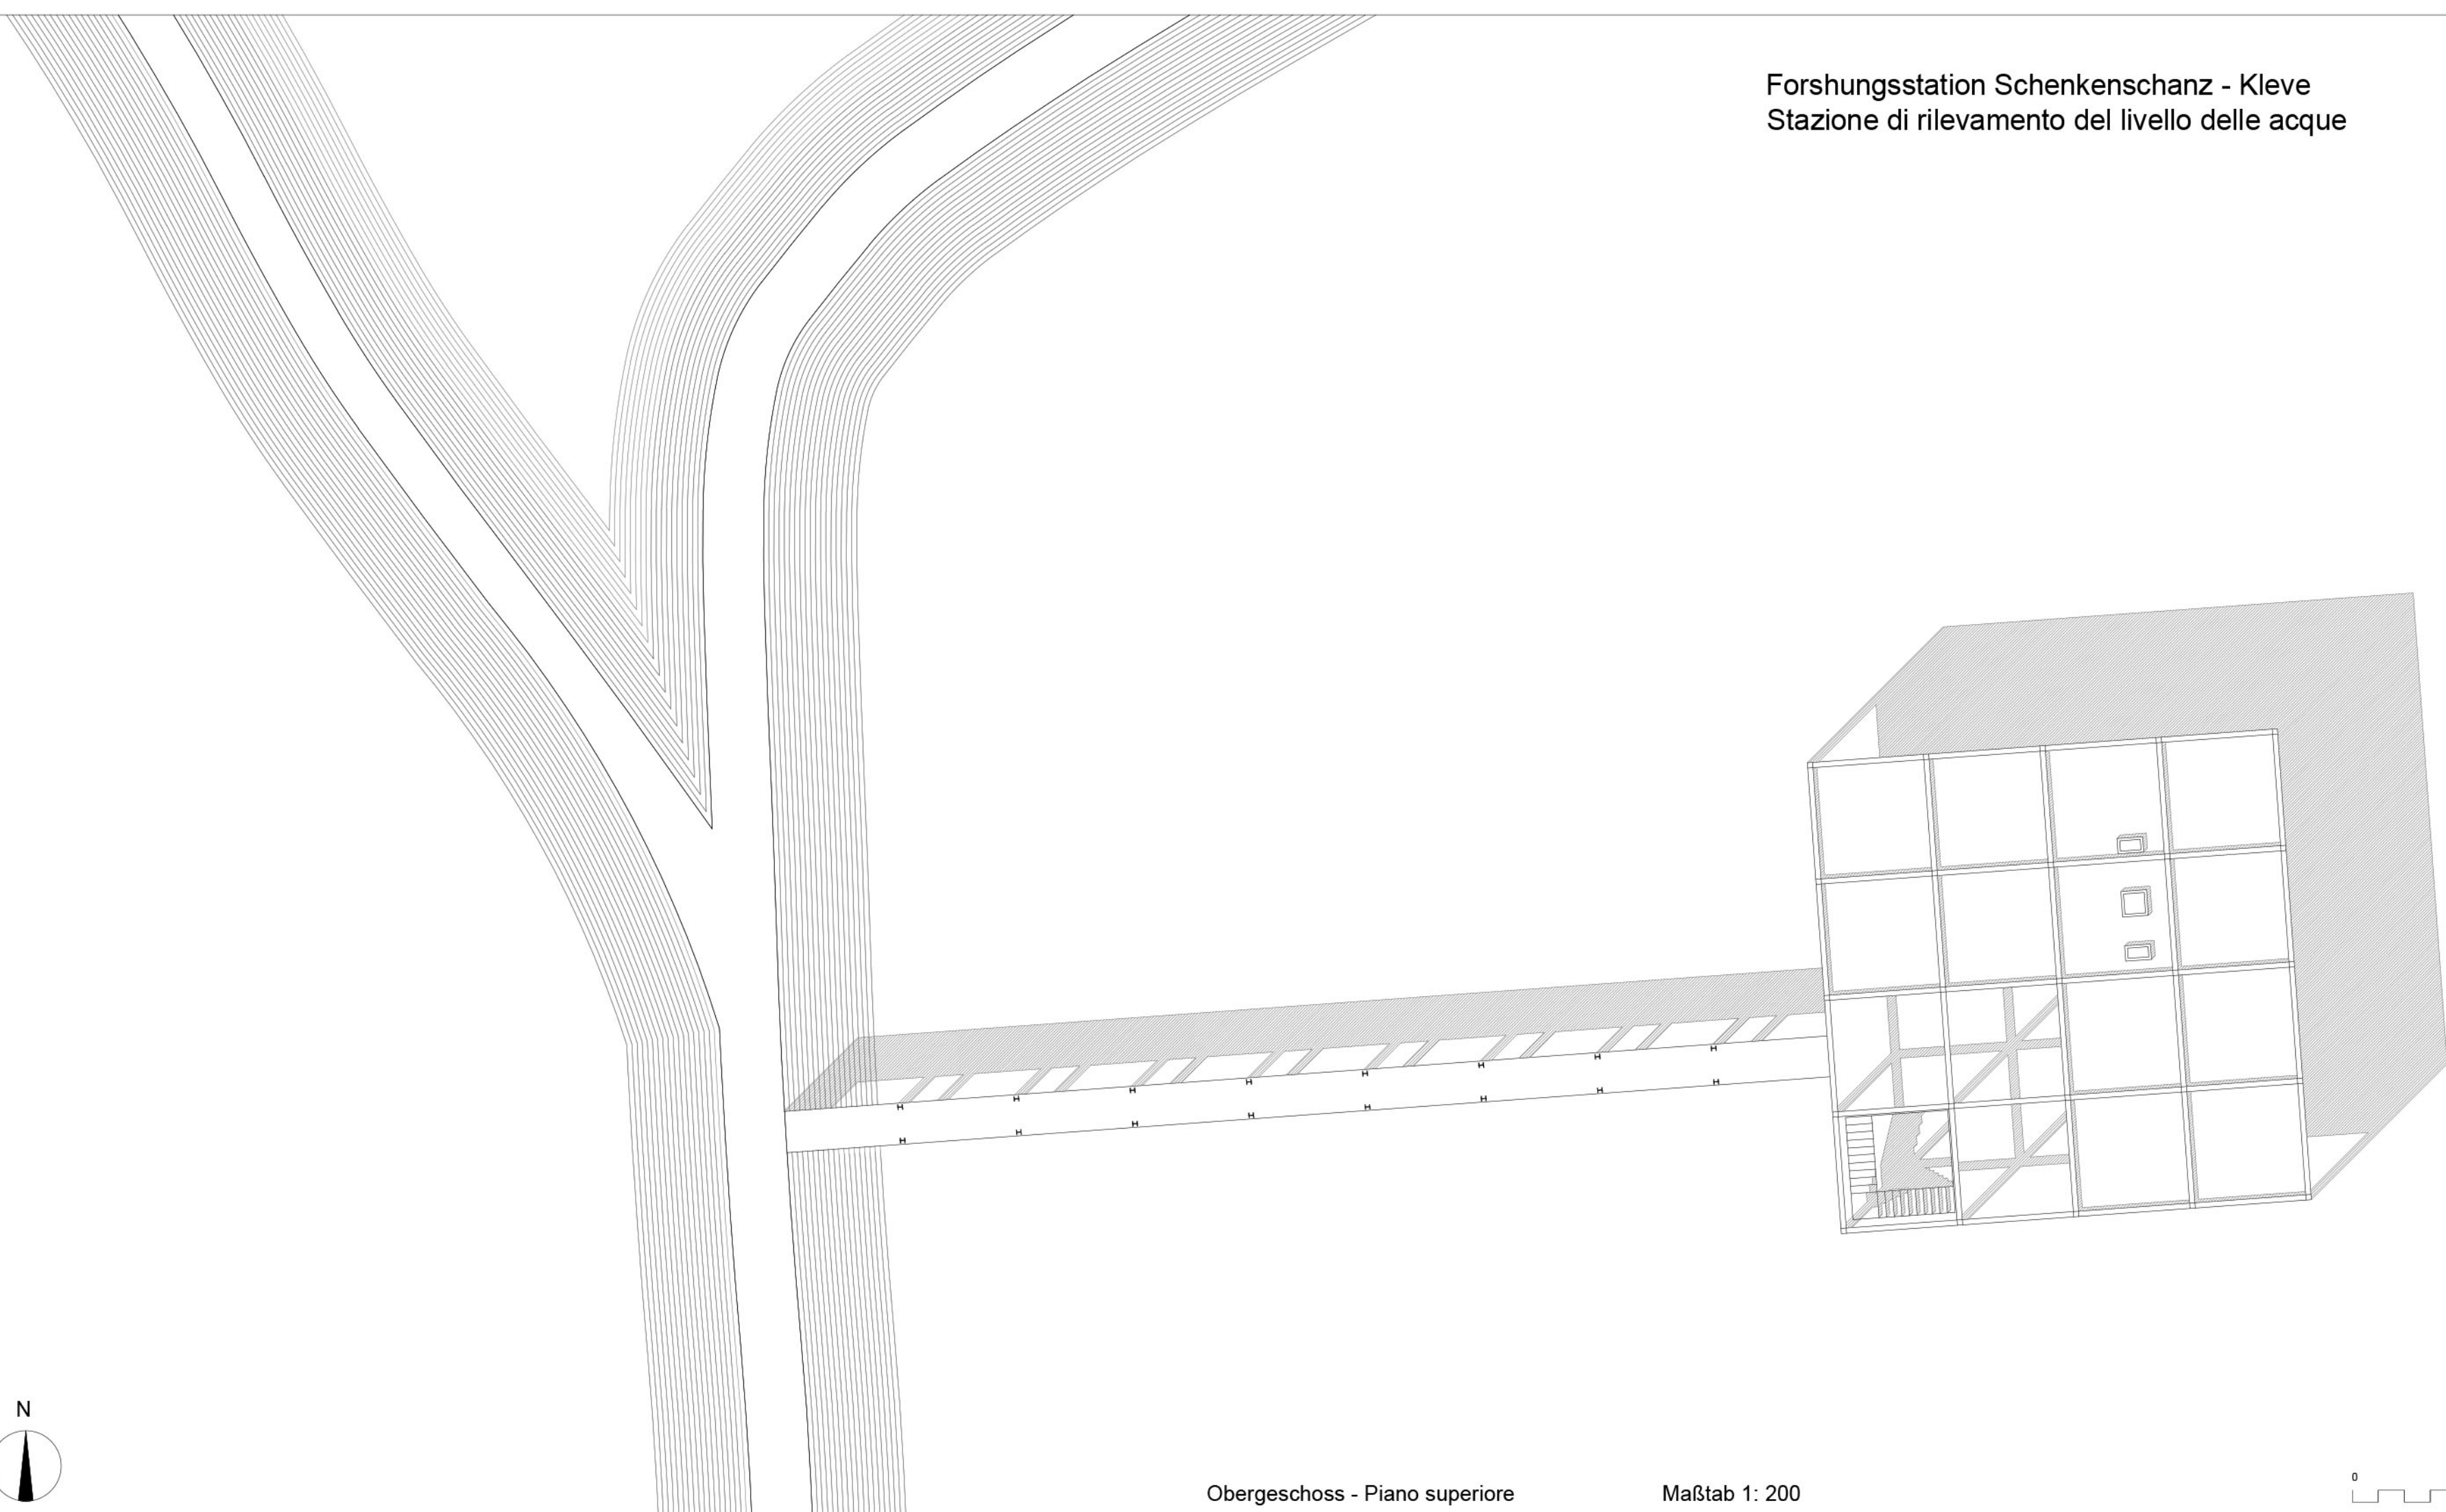 Forshungsstation Schenkenschanz - Kleve
Stazione di rilevamento del livello delle acque
N
Obergeschoss - Piano superiore
Maßtab 1: 200
0